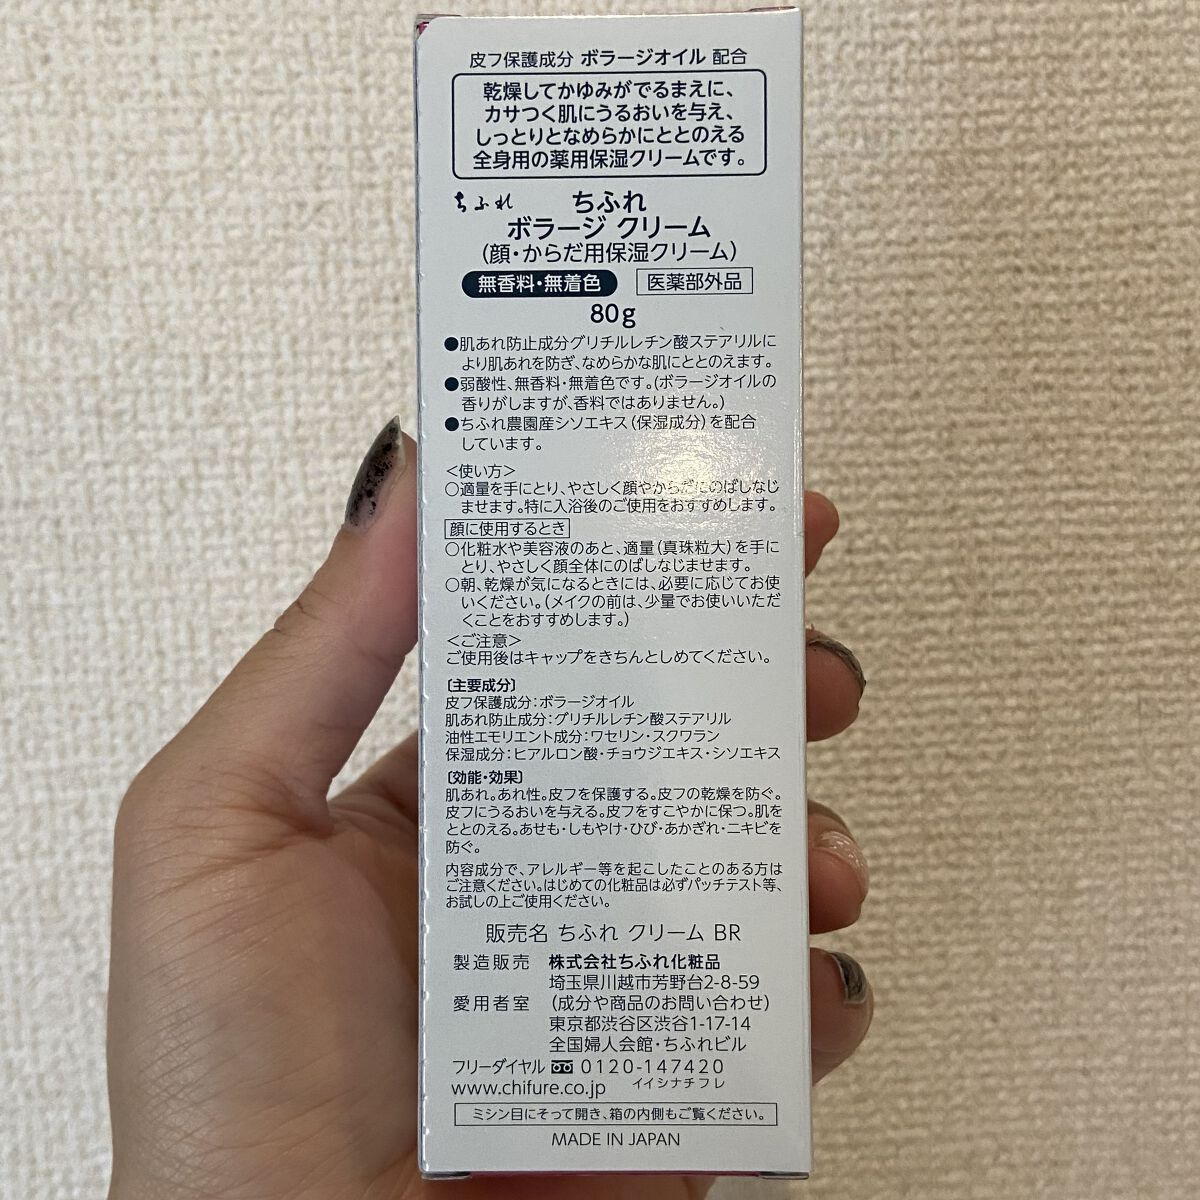 皮フ保護成分 ボラージオイル 配合
乾燥してかゆみがでるまえに、
カサつく肌にうるおいを与え、
しっとりとなめらかにととのえる
全身用の薬用保湿クリームです。
ちふれ ちふれ
ボラージ クリーム
(顔・からだ用保湿クリーム)
無香料・無着色 医薬部外品
80g
●肌あれ防止成分グリチルレチン酸ステアリルに
より肌あれを防ぎ、なめらかな肌にととのえます。
●弱酸性、無香料・無着色です。(ボラージオイルの
香りがしますが、香料ではありません。)
●ちふれ農園産シソエキス(保湿成分)を配合
しています。
<使い方>
○適量を手にとり、やさしく顔やからだにのばしなじ
ませます。特に入浴後のご使用をおすすめします。
顔に使用するとき
○化粧水や美容液のあと、適量(真珠粒大)を手に
とり、やさしく顔全体にのばしなじませます。
○朝、乾燥が気になるときには、必要に応じてお使
いください。(メイクの前は、少量でお使いいただ
くことをおすすめします。)
<ご注意>
ご使用後はキャップをきちんとしめてください。
〔主要成分〕
皮フ保護成分:ボラージオイル
肌あれ防止成分:グリチルレチン酸ステアリル
油性エモリエント成分:ワセリン・スクワラン
保湿成分:ヒアルロン酸・チョウジエキス・シソエキス
〔効能・効果〕
肌あれ。あれ性。皮フを保護する。皮フの乾燥を防ぐ。
皮フにうるおいを与える。皮フをすこやかに保つ。肌を
ととのえる。あせも・しもやけ・ひび・あかぎれ・ニキビを
防ぐ。
内容成分で、アレルギー等を起こしたことのある方は
ご注意ください。はじめての化粧品は必ずパッチテスト等、
お試しの上ご使用ください。
販売名 ちふれ クリーム BR
製造販売 株式会社ちふれ化粧品
埼玉県川越市芳野台2-8-59
愛用者室 (成分や商品のお問い合わせ)
東京都渋谷区渋谷1-17-14
全国婦人会館・ちふれビル
フリーダイヤル 0120-147420
www.chifure.co.jp イイシナチフレ
ミシン目にそって開き、箱の内側もご覧ください。
MADE IN JAPAN